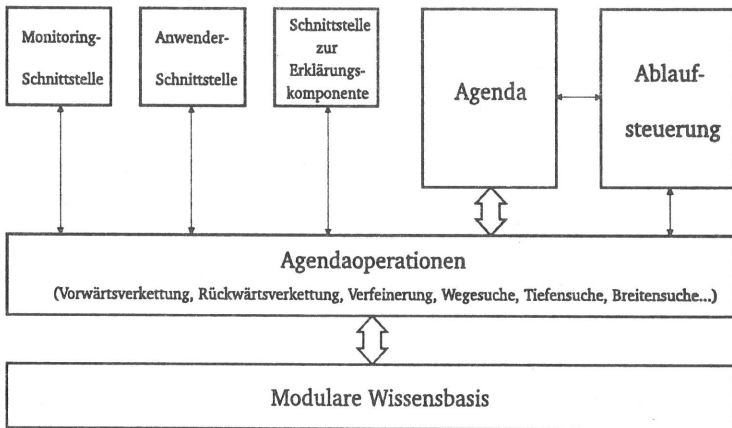 Monitoring-
Schnittstelle
Anwender-
Schnittstelle
Schnittstelle
zur
Erklärungs-
komponente
Agenda
Ablauf-
steuerung
Agendaoperationen
(Vorwärtsverkettung, Rückwärtsverkettung, Verfeinerung, Wegesuche, Tiefensuche, Breitensuche...)
Modulare Wissensbasis